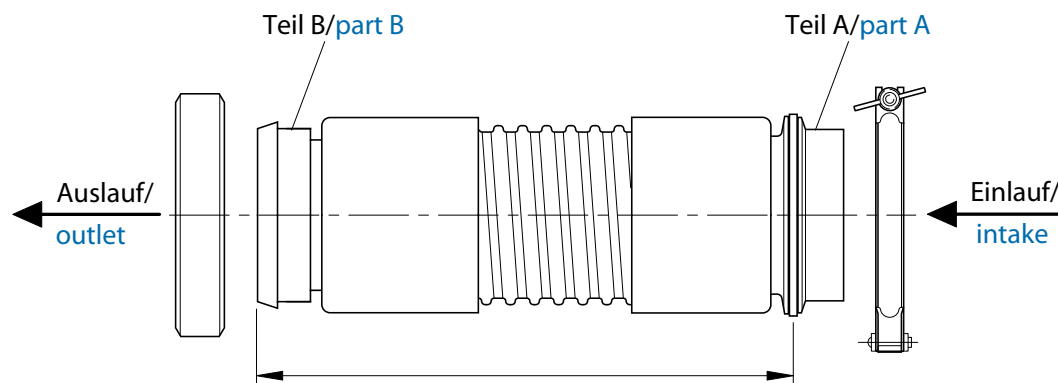 Teil B/part B
Teil A/part A
Auslauf/
outlet
Einlauf/
intake